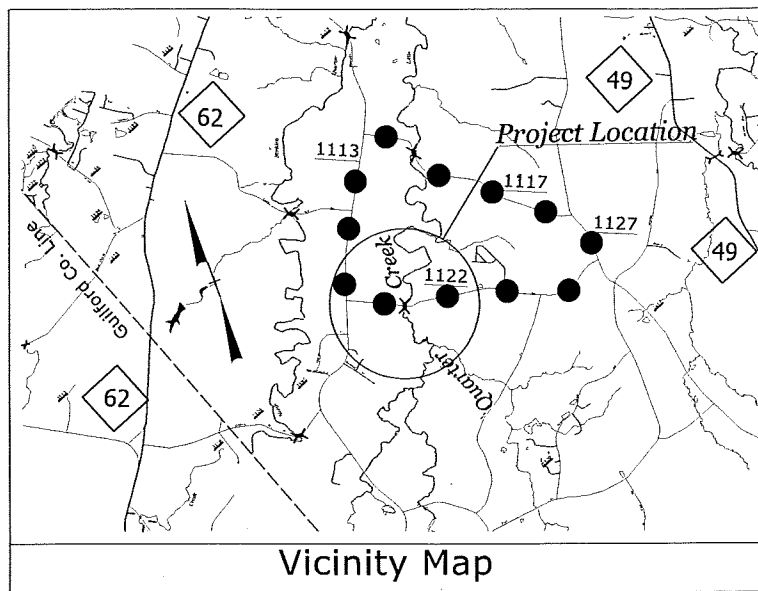 49
62
Project Location
1113
1117
1127
49
Guilford Co. Line
Creek
1122
62
Quarter
Vicinity Map